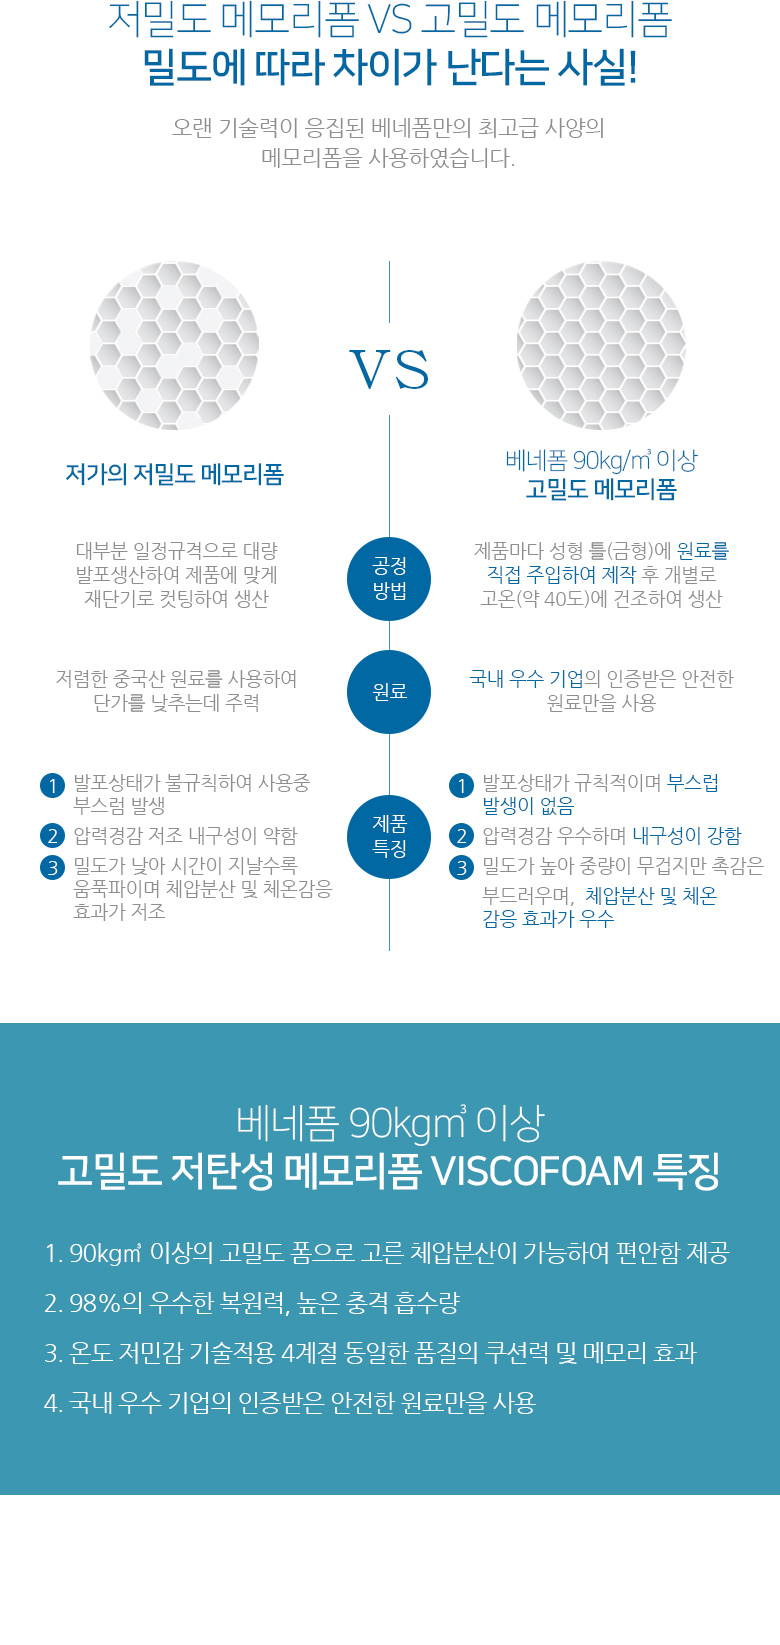 저밀도 메모리폼 VS 고밀도 메모리폼
밀도에 따라 차이가 난다는 사실!
오랜 기술력이 응집된 베네폼만의 최고급 사양의
메모리폼을 사용하였습니다.
VS
저가의 저밀도 메모리폼
베네폼 90kg/㎥ 이상
고밀도 메모리폼
대부분 일정규격으로 대량
발포생산하여 제품에 맞게
재단기로 컷팅하여 생산
공정
방법
제품마다 성형 틀(금형)에 원료를
직접 주입하여 제작 후 개별로
고온(약 40도)에 건조하여 생산
저렴한 중국산 원료를 사용하여
단가를 낮추는데 주력
원료
국내 우수 기업의 인증받은 안전한
원료만을 사용
1 발포상태가 불규칙하여 사용중
부스럼 발생
2 압력경감 저조 내구성이 약함
3 밀도가 낮아 시간이 지날수록
움푹파이며 체압분산 및 체온감응
효과가 저조
제품
특징
1 발포상태가 규칙적이며 부스럽
발생이 없음
2 압력경감 우수하며 내구성이 강함
3 밀도가 높아 중량이 무겁지만 촉감은
부드러우며, 체압분산 및 체온
감응 효과가 우수
베네폼 90kg㎥ 이상
고밀도 저탄성 메모리폼 VISCOFOAM 특징
1. 90kg㎥ 이상의 고밀도 폼으로 고른 체압분산이 가능하여 편안함 제공
2. 98%의 우수한 복원력, 높은 충격 흡수량
3. 온도 저민감 기술적용 4계절 동일한 품질의 쿠션력 및 메모리 효과
4. 국내 우수 기업의 인증받은 안전한 원료만을 사용